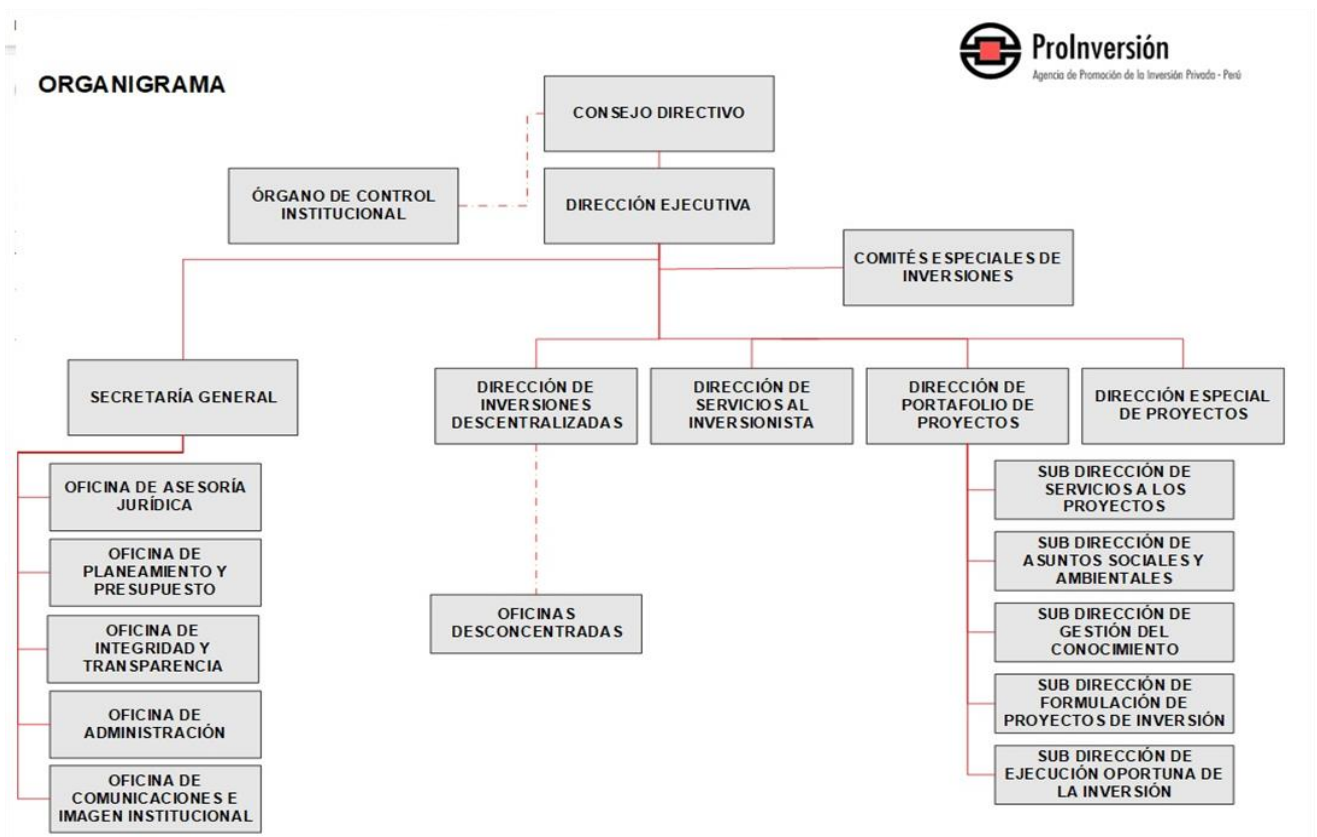 ProInversión
Agencia de Promoción de la Inversión Privada - Perú
ORGANIGRAMA
CONSEJO DIRECTIVO
ÓRGANO DE CONTROL
INSTITUCIONAL
DIRECCIÓN EJECUTIVA
COMITÉS ESPECIALES DE
INVERSIONES
SECRETARÍA GENERAL
DIRECCIÓN DE
INVERSIONES
DESCENTRALIZADAS
DIRECCIÓN DE
SERVICIOS AL
INVERSIONISTA
DIRECCIÓN DE
PORTAFOLIO DE
PROYECTOS
DIRECCIÓN ESPECIAL
DE PROYECTOS
OFICINA DE ASESORÍA
JURÍDICA
OFICINA DE
PLANEAMIENTO Y
PRESUPUESTO
OFICINA DE
INTEGRIDAD Y
TRANSPARENCIA
OFICINA DE
ADMINISTRACIÓN
OFICINA DE
COMUNICACIONES E
IMAGEN INSTITUCIONAL
OFICINAS
DESCONCENTRADAS
SUB DIRECCIÓN DE
SERVICIOS A LOS
PROYECTOS
SUB DIRECCIÓN DE
ASUNTOS SOCIALES Y
AMBIENTALES
SUB DIRECCIÓN DE
GESTIÓN DEL
CONOCIMIENTO
SUB DIRECCIÓN DE
FORMULACIÓN DE
PROYECTOS DE INVERSIÓN
SUB DIRECCIÓN DE
EJECUCIÓN OPORTUNA DE
LA INVERSIÓN